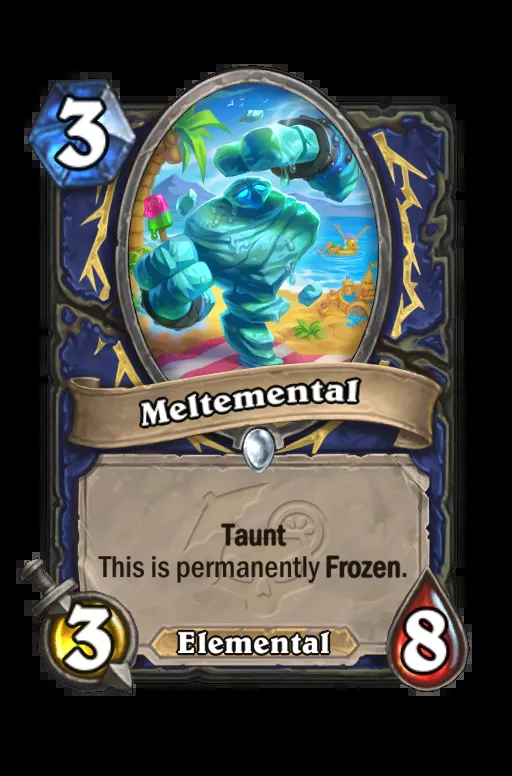 3
Meltemental
Taunt
This is permanently Frozen.
3
Elemental
8